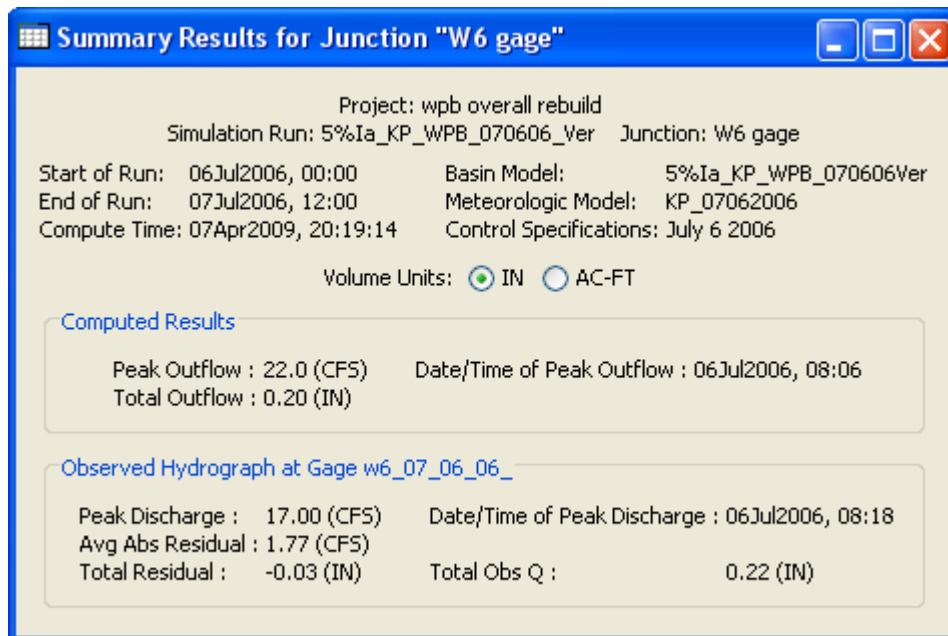 Summary Results for Junction "W6 gage"
Project: wpb overall rebuild
Simulation Run: 5%Ia_KP_WPB_070606_Ver Junction: W6 gage
Start of Run: 06Jul2006, 00:00 Basin Model: 5%Ia_KP_WPB_070606Ver
End of Run: 07Jul2006, 12:00 Meteorologic Model: KP_07062006
Compute Time: 07Apr2009, 20:19:14 Control Specifications: July 6 2006
Volume Units: IN AC-FT
Computed Results
Peak Outflow : 22.0 (CFS) Date/Time of Peak Outflow : 06Jul2006, 08:06
Total Outflow : 0.20 (IN)
Observed Hydrograph at Gage w6_07_06_06_
Peak Discharge : 17.00 (CFS) Date/Time of Peak Discharge : 06Jul2006, 08:18
Avg Abs Residual : 1.77 (CFS)
Total Residual : -0.03 (IN) Total Obs Q : 0.22 (IN)